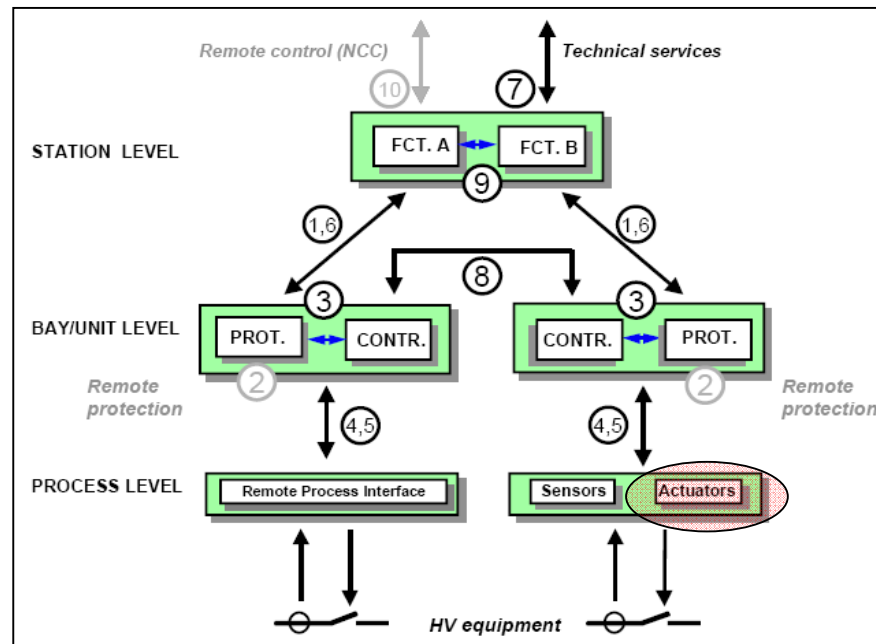 Remote control (NCC)
Technical services
10
7
STATION LEVEL
FCT. A
FCT. B
9
1,6
1,6
8
3
3
BAY/UNIT LEVEL
PROT.
CONTR.
CONTR.
PROT.
2
2
Remote
protection
Remote
protection
4,5
4,5
PROCESS LEVEL
Remote Process Interface
Sensors
Actuators
HV equipment